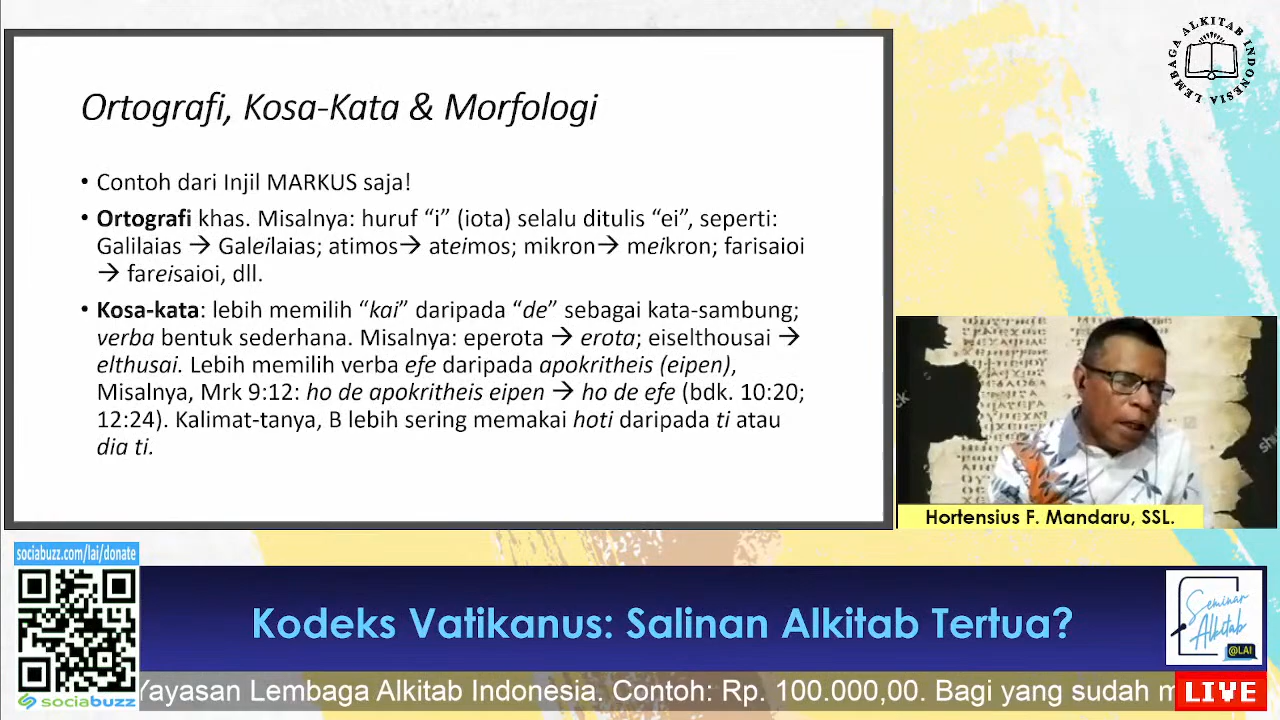 Ortografi, Kosa-Kata & Morfologi
• Contoh dari Injil MARKUS saja!
• Ortografi khas. Misalnya: huruf “i” (iota) selalu ditulis “ei”, seperti:
Galilaias → Galeilaias; atimos→ ateimos; mikron→ meikron; farisaioi
→ fareisaioi, dll.
• Kosa-kata: lebih memilih “kai” daripada “de” sebagai kata-sambung;
verba bentuk sederhana. Misalnya: eperota → erota; eiselthousai →
elthusai. Lebih memilih verba efe daripada apokritheis (eipen),
Misalnya, Mrk 9:12: ho de apokritheis eipen → ho de efe (bdk. 10:20;
12:24). Kalimat-tanya, B lebih sering memakai hoti daripada ti atau
dia ti.
LEMBAGA ALKITAB INDONESIA
Hortensius F. Mandaru, SSL.
sociabuzz.com/lai/donate
Kodeks Vatikanus: Salinan Alkitab Tertua?
Seminar
Alkitab
@LAI
sociabuzz
Yayasan Lembaga Alkitab Indonesia. Contoh: Rp. 100.000,00. Bagi yang sudah
LIVE